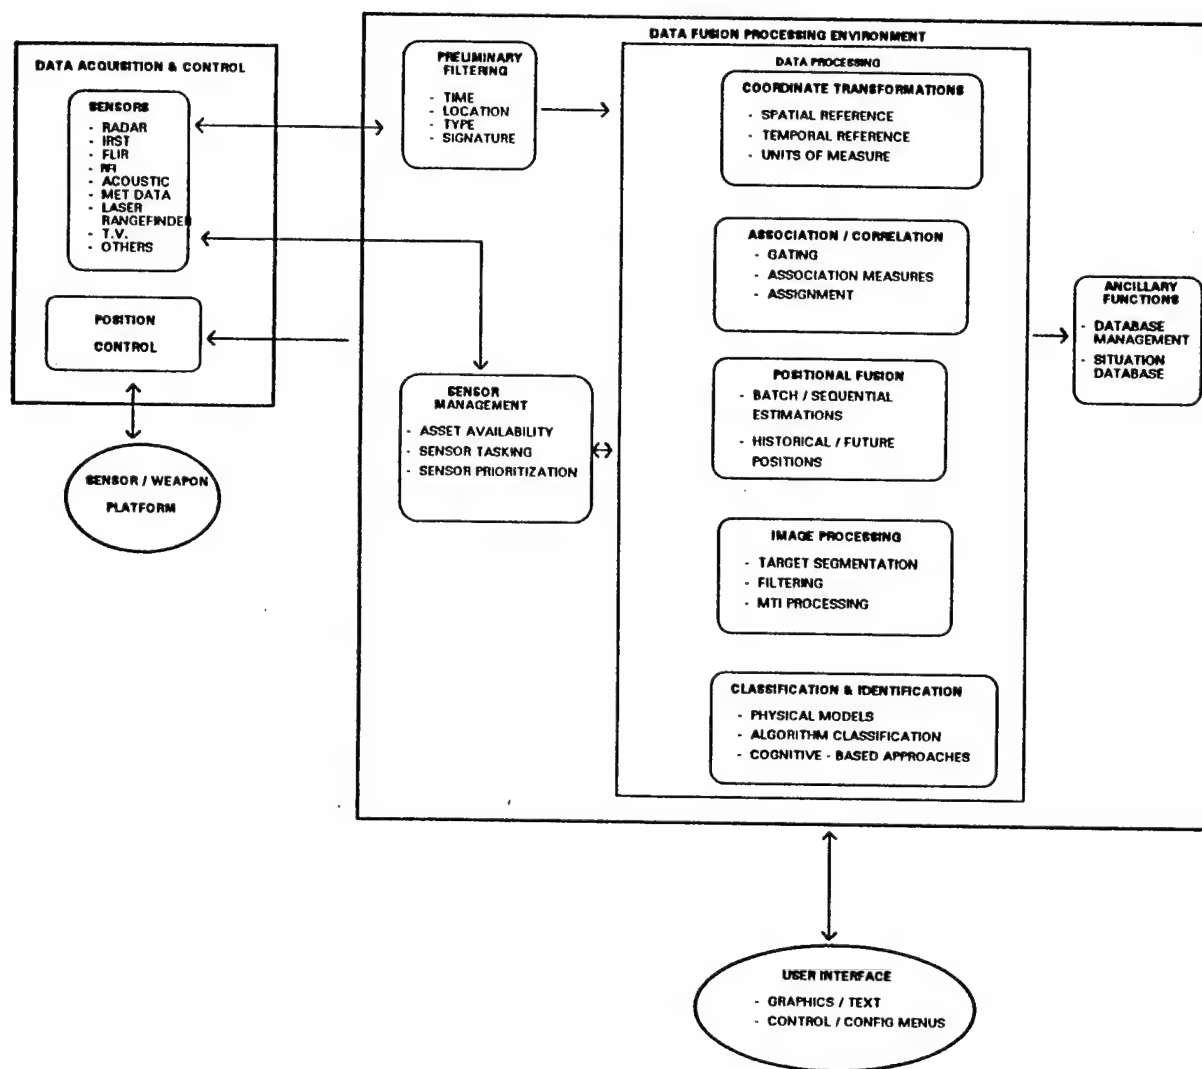 DATA ACQUISITION & CONTROL
SENSORS
- RADAR
- IRST
- FLIR
- RFI
- ACOUSTIC
- MET DATA
- LASER
RANGEFINDER
- T.V.
- OTHERS
POSITION
CONTROL
SENSOR / WEAPON
PLATFORM
DATA FUSION PROCESSING ENVIRONMENT
PRELIMINARY
FILTERING
- TIME
- LOCATION
- TYPE
- SIGNATURE
SENSOR
MANAGEMENT
- ASSET AVAILABILITY
- SENSOR TASKING
- SENSOR PRIORITIZATION
DATA PROCESSING
COORDINATE TRANSFORMATIONS
- SPATIAL REFERENCE
- TEMPORAL REFERENCE
- UNITS OF MEASURE
ASSOCIATION / CORRELATION
- GATING
- ASSOCIATION MEASURES
- ASSIGNMENT
POSITIONAL FUSION
- BATCH / SEQUENTIAL
ESTIMATIONS
- HISTORICAL / FUTURE
POSITIONS
IMAGE PROCESSING
- TARGET SEGMENTATION
- FILTERING
- MTI PROCESSING
CLASSIFICATION & IDENTIFICATION
- PHYSICAL MODELS
- ALGORITHM CLASSIFICATION
- COGNITIVE - BASED APPROACHES
ANCILLARY
FUNCTIONS
- DATABASE
MANAGEMENT
- SITUATION
DATABASE
USER INTERFACE
- GRAPHICS / TEXT
- CONTROL / CONFIG MENUS